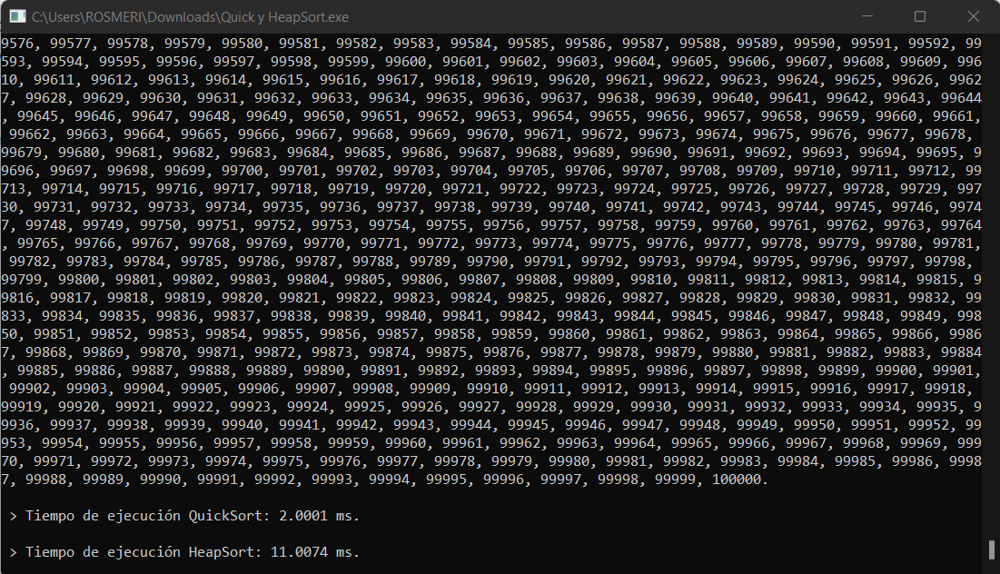 C:\Users\ROSMERI\Downloads\Quick y HeapSort.exe
9576, 99577, 99578, 99579, 99580, 99581, 99582, 99583, 99584, 99585, 99586, 99587, 99588, 99589, 99590, 99591, 99592, 99
593, 99594, 99595, 99596, 99597, 99598, 99599, 99600, 99601, 99602, 99603, 99604, 99605, 99606, 99607, 99608, 99609, 996
10, 99611, 99612, 99613, 99614, 99615, 99616, 99617, 99618, 99619, 99620, 99621, 99622, 99623, 99624, 99625, 99626, 9962
7, 99628, 99629, 99630, 99631, 99632, 99633, 99634, 99635, 99636, 99637, 99638, 99639, 99640, 99641, 99642, 99643, 99644
, 99645, 99646, 99647, 99648, 99649, 99650, 99651, 99652, 99653, 99654, 99655, 99656, 99657, 99658, 99659, 99660, 99661,
99662, 99663, 99664, 99665, 99666, 99667, 99668, 99669, 99670, 99671, 99672, 99673, 99674, 99675, 99676, 99677, 99678,
99679, 99680, 99681, 99682, 99683, 99684, 99685, 99686, 99687, 99688, 99689, 99690, 99691, 99692, 99693, 99694, 99695, 9
9696, 99697, 99698, 99699, 99700, 99701, 99702, 99703, 99704, 99705, 99706, 99707, 99708, 99709, 99710, 99711, 99712, 99
713, 99714, 99715, 99716, 99717, 99718, 99719, 99720, 99721, 99722, 99723, 99724, 99725, 99726, 99727, 99728, 99729, 997
30, 99731, 99732, 99733, 99734, 99735, 99736, 99737, 99738, 99739, 99740, 99741, 99742, 99743, 99744, 99745, 99746, 9974
7, 99748, 99749, 99750, 99751, 99752, 99753, 99754, 99755, 99756, 99757, 99758, 99759, 99760, 99761, 99762, 99763, 99764
, 99765, 99766, 99767, 99768, 99769, 99770, 99771, 99772, 99773, 99774, 99775, 99776, 99777, 99778, 99779, 99780, 99781,
99782, 99783, 99784, 99785, 99786, 99787, 99788, 99789, 99790, 99791, 99792, 99793, 99794, 99795, 99796, 99797, 99798,
99799, 99800, 99801, 99802, 99803, 99804, 99805, 99806, 99807, 99808, 99809, 99810, 99811, 99812, 99813, 99814, 99815, 9
9816, 99817, 99818, 99819, 99820, 99821, 99822, 99823, 99824, 99825, 99826, 99827, 99828, 99829, 99830, 99831, 99832, 99
833, 99834, 99835, 99836, 99837, 99838, 99839, 99840, 99841, 99842, 99843, 99844, 99845, 99846, 99847, 99848, 99849, 998
50, 99851, 99852, 99853, 99854, 99855, 99856, 99857, 99858, 99859, 99860, 99861, 99862, 99863, 99864, 99865, 99866, 9986
7, 99868, 99869, 99870, 99871, 99872, 99873, 99874, 99875, 99876, 99877, 99878, 99879, 99880, 99881, 99882, 99883, 99884
, 99885, 99886, 99887, 99888, 99889, 99890, 99891, 99892, 99893, 99894, 99895, 99896, 99897, 99898, 99899, 99900, 99901,
99902, 99903, 99904, 99905, 99906, 99907, 99908, 99909, 99910, 99911, 99912, 99913, 99914, 99915, 99916, 99917, 99918,
99919, 99920, 99921, 99922, 99923, 99924, 99925, 99926, 99927, 99928, 99929, 99930, 99931, 99932, 99933, 99934, 99935, 9
9936, 99937, 99938, 99939, 99940, 99941, 99942, 99943, 99944, 99945, 99946, 99947, 99948, 99949, 99950, 99951, 99952, 99
953, 99954, 99955, 99956, 99957, 99958, 99959, 99960, 99961, 99962, 99963, 99964, 99965, 99966, 99967, 99968, 99969, 999
70, 99971, 99972, 99973, 99974, 99975, 99976, 99977, 99978, 99979, 99980, 99981, 99982, 99983, 99984, 99985, 99986, 9998
7, 99988, 99989, 99990, 99991, 99992, 99993, 99994, 99995, 99996, 99997, 99998, 99999, 100000.
> Tiempo de ejecución QuickSort: 2.0001 ms.
> Tiempo de ejecución HeapSort: 11.0074 ms.